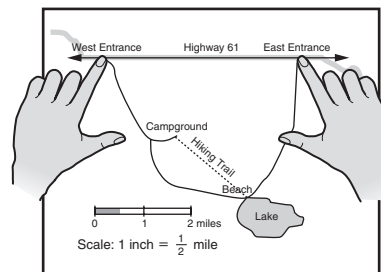 West Entrance Highway 61 East Entrance
Campground
Hiking Trail
Beach
Lake
0 1 2 miles
Scale: 1 inch = 1/2 mile